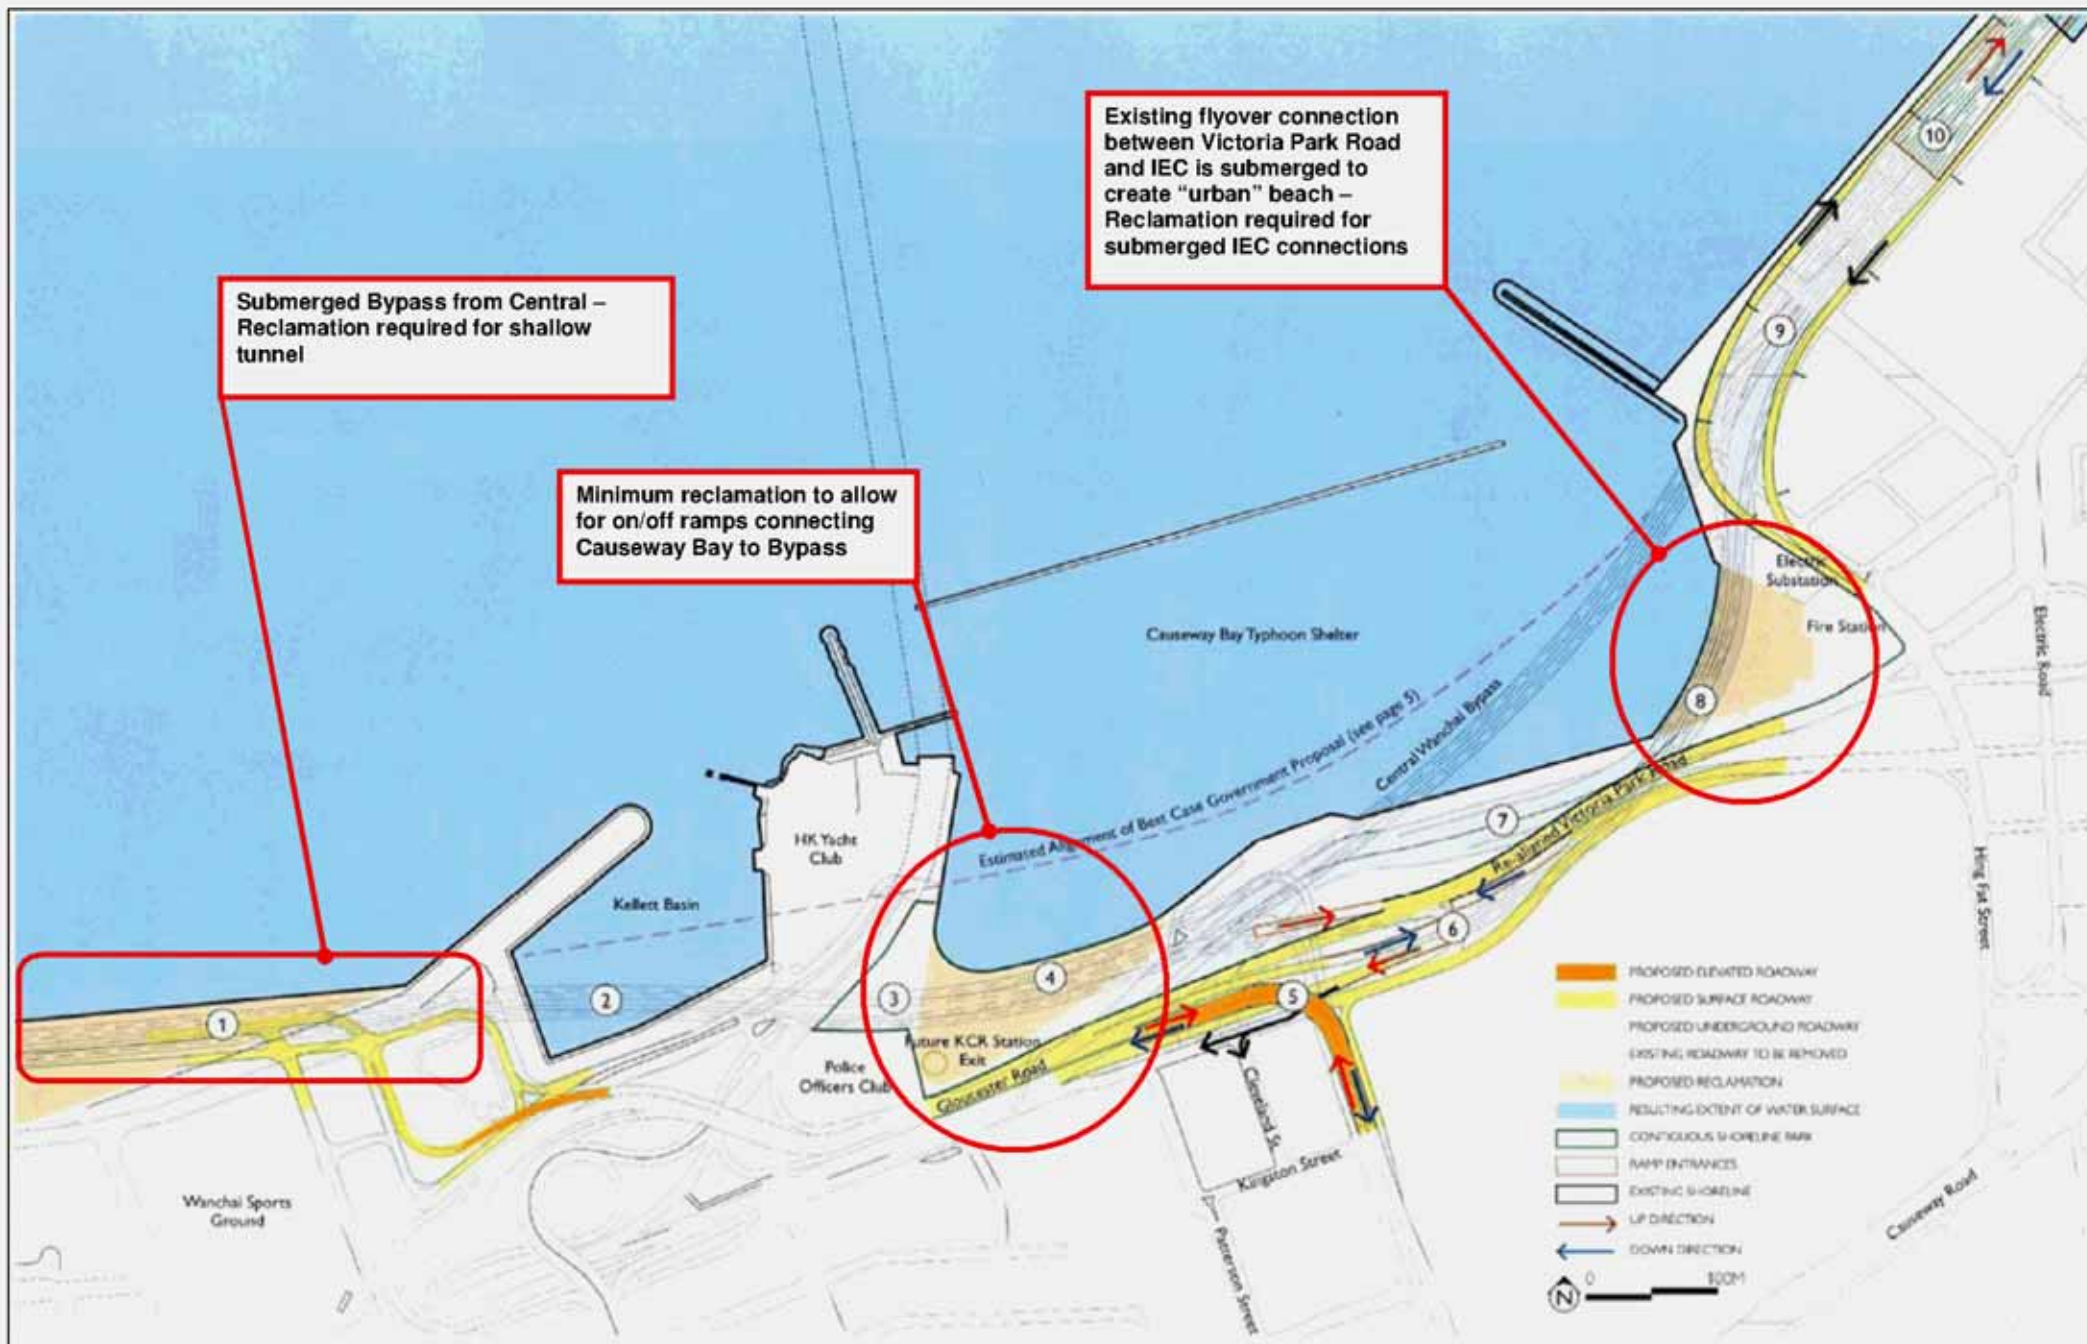 Existing flyover connection
between Victoria Park Road
and IEC is submerged to
create “urban” beach –
Reclamation required for
submerged IEC connections
Submerged Bypass from Central –
Reclamation required for shallow
tunnel
Minimum reclamation to allow
for on/off ramps connecting
Causeway Bay to Bypass
10
9
Electric
Substation
Fire Station
Electric Road
Causeway Bay Typhoon Shelter
8
Estimated Alignment of Best Case Government Proposal (see page 5)
Central Wanchai Bypass
Re-aligned Victoria Park Road
7
HK Yacht
Club
Kellett Basin
Hing Fat Street
6
1
2
3
4
5
Future KCR Station
Exit
Police
Officers Club
Gloucester Road
Cleveland St.
Kingston Street
Patterson Street
Wanchai Sports
Ground
Causeway Road
PROPOSED ELEVATED ROADWAY
PROPOSED SURFACE ROADWAY
PROPOSED UNDERGROUND ROADWAY
EXISTING ROADWAY TO BE REMOVED
PROPOSED RECLAMATION
RESULTING EXTENT OF WATER SURFACE
CONTIGUOUS SHORELINE PARK
RAMP ENTRANCES
EXISTING SHORELINE
UP DIRECTION
DOWN DIRECTION
N
0 100M